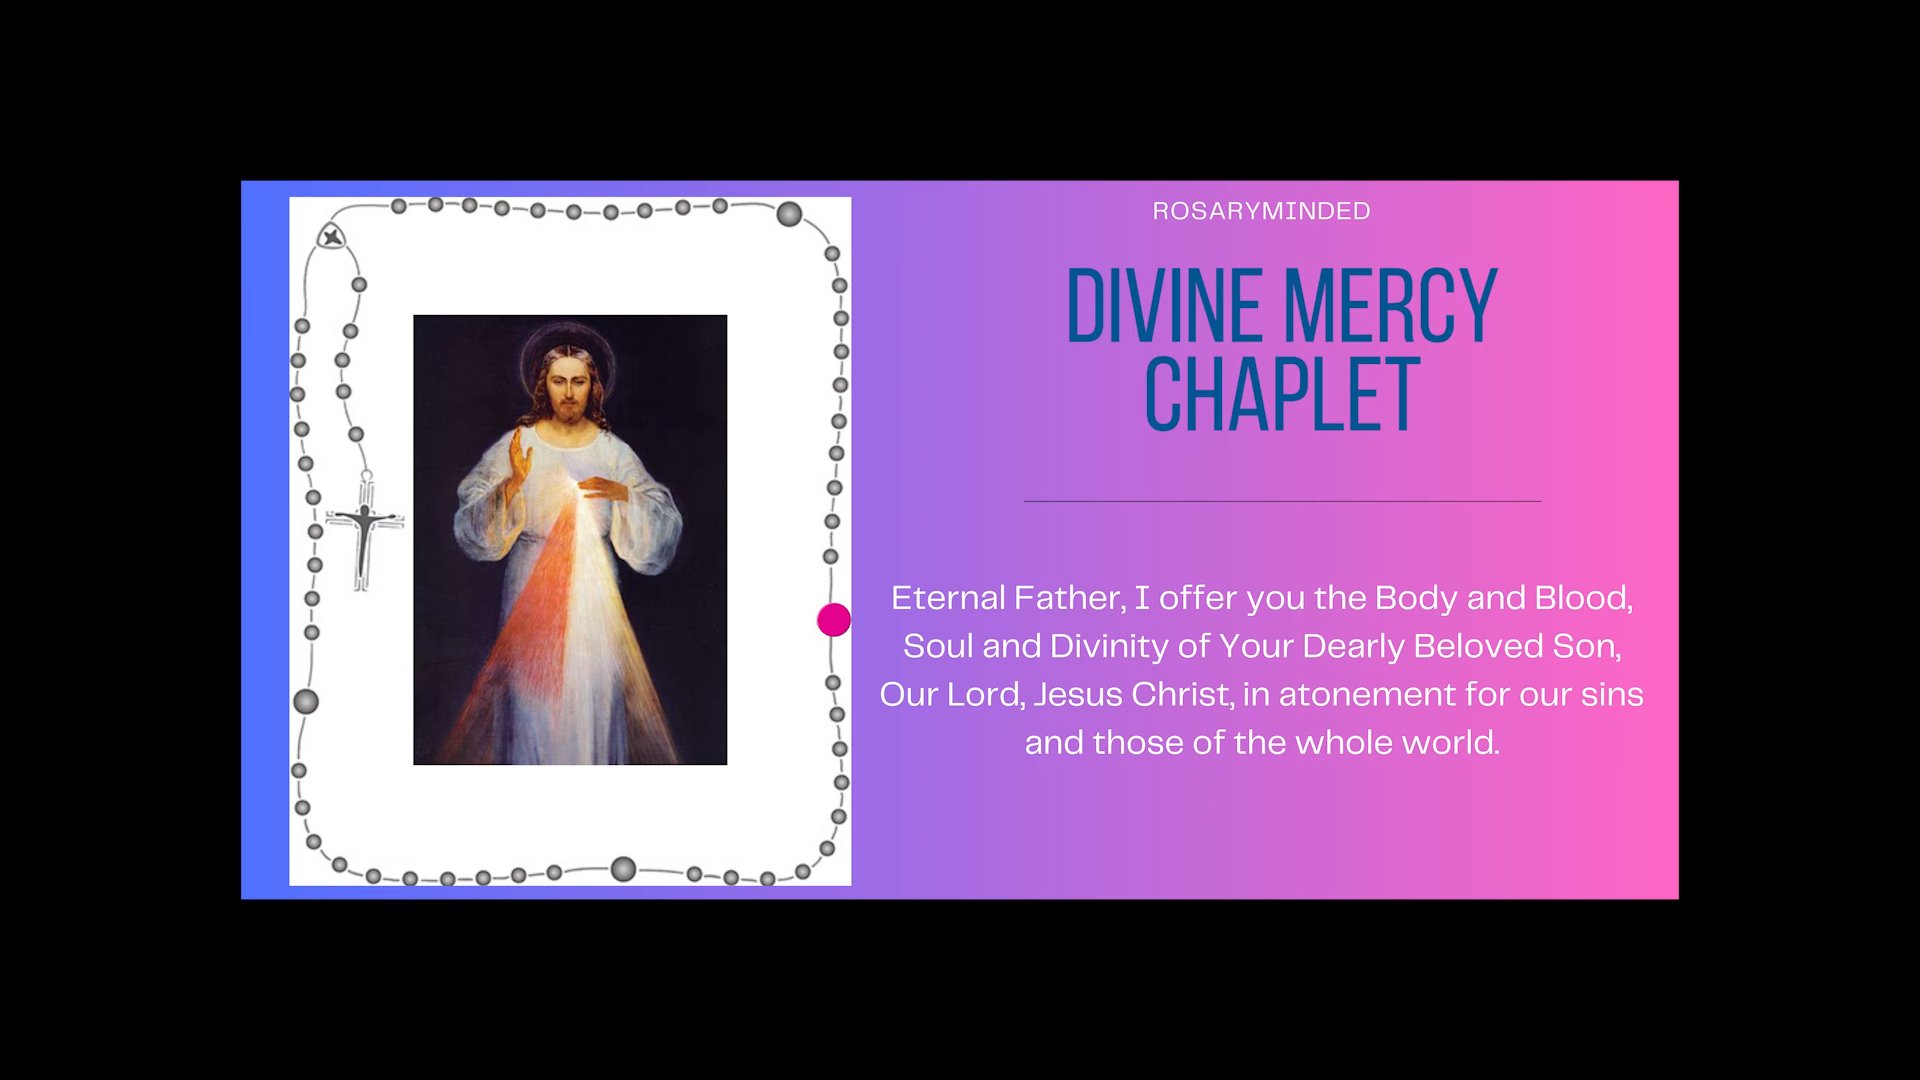 ROSARYMINDED
DIVINE MERCY
CHAPLET
Eternal Father, I offer you the Body and Blood,
Soul and Divinity of Your Dearly Beloved Son,
Our Lord, Jesus Christ, in atonement for our sins
and those of the whole world.